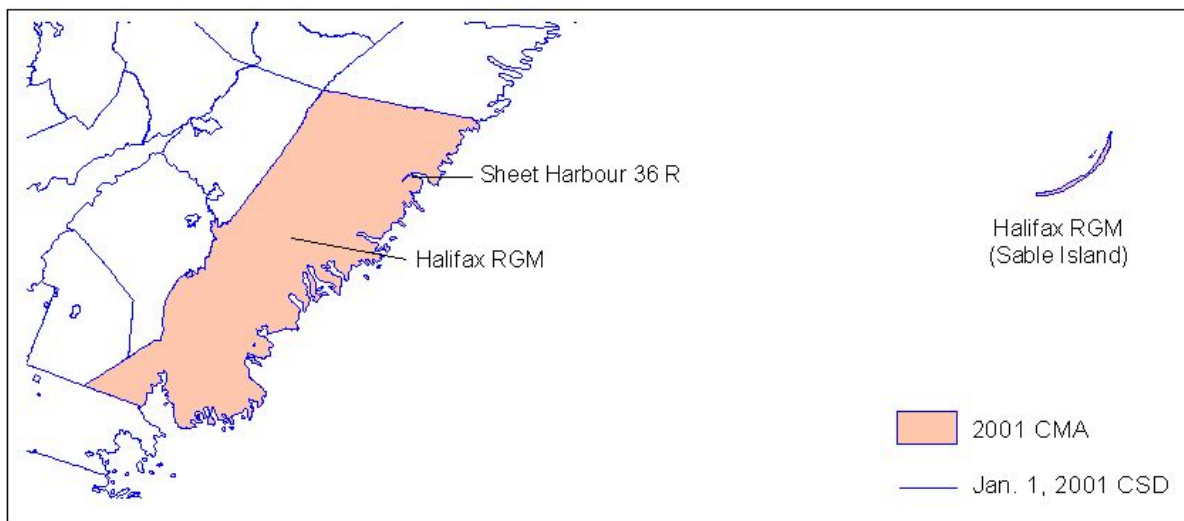 Sheet Harbour 36 R
Halifax RGM
Halifax RGM
(Sable Island)
2001 CMA
Jan. 1, 2001 CSD